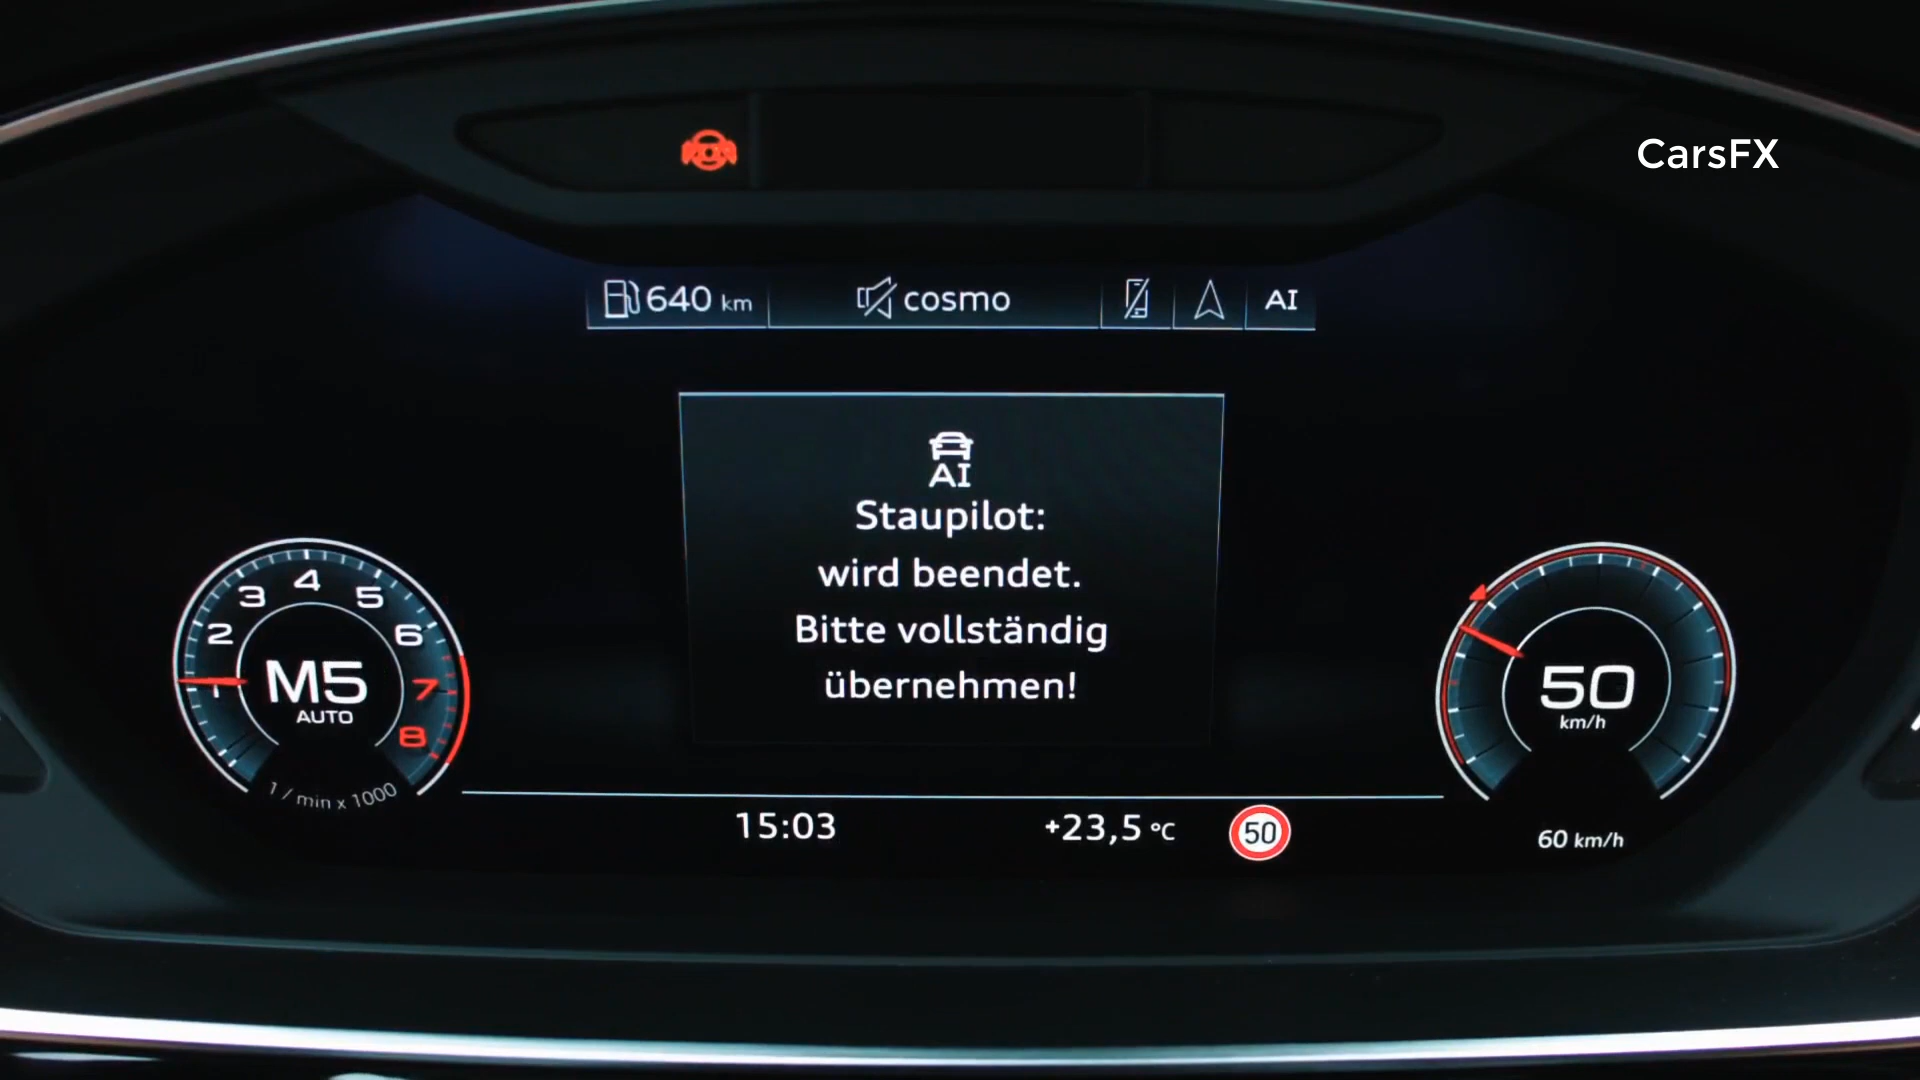 CarsFX
640 km
cosmo
AI
AI
Staupilot:
wird beendet.
Bitte vollständig
übernehmen!
1 2 3 4 5 6 7 8
M5
AUTO
1 / min x 1000
50
km/h
15:03
+23,5 °C
50
60 km/h